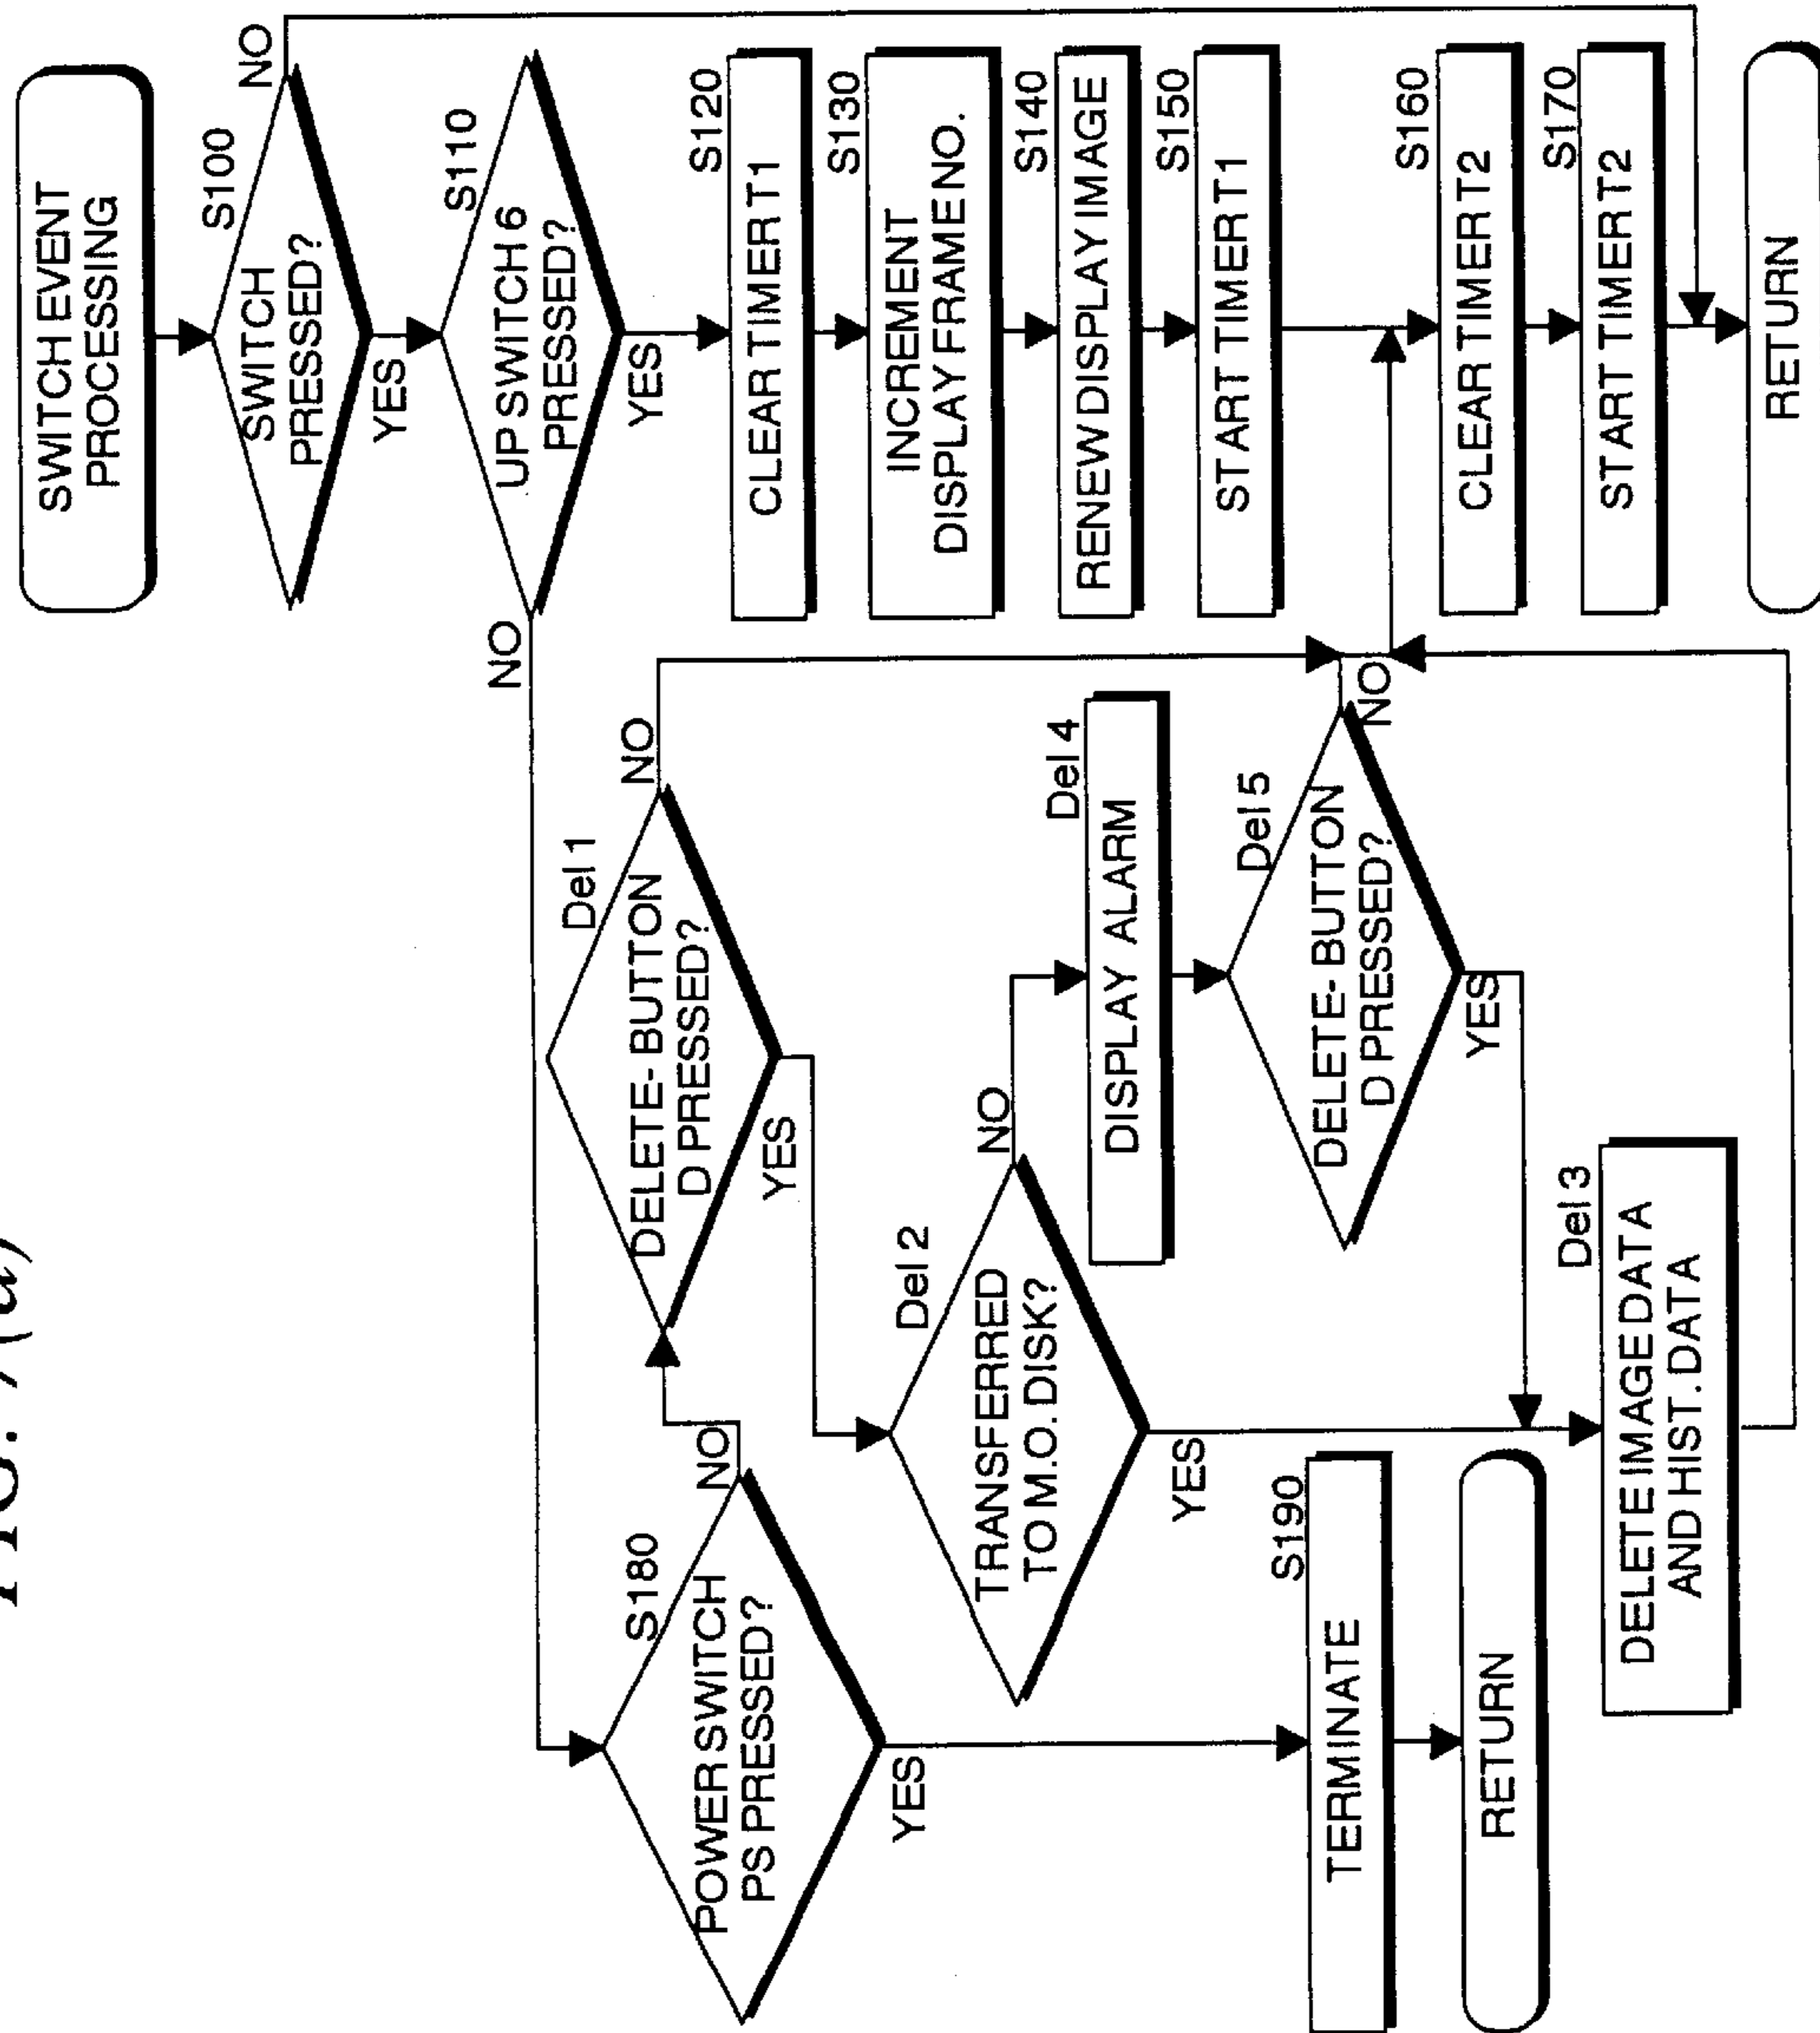 SWITCH EVENT
PROCESSING
S100
SWITCH
PRESSED?
NO
YES
S110
UP SWITCH 6
PRESSED?
NO
YES
S120
CLEAR TIMER T1
S130
INCREMENT
DISPLAY FRAME NO.
S140
RENEW DISPLAY IMAGE
S150
START TIMER T1
S160
CLEAR TIMER T2
S170
START TIMER T2
RETURN
S180
POWER SWITCH
PS PRESSED?
NO
YES
S190
TERMINATE
RETURN
Del 1
DELETE-BUTTON
D PRESSED?
NO
YES
Del 2
TRANSFERRED
TO M.O. DISK?
NO
YES
Del 4
DISPLAY ALARM
Del 5
DELETE-BUTTON
D PRESSED?
NO
YES
Del 3
DELETE IMAGE DATA
AND HIST. DATA